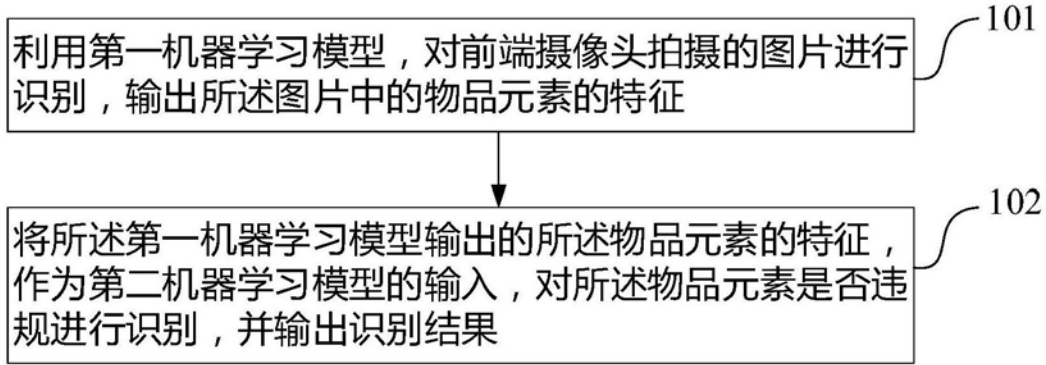 101
利用第一机器学习模型，对前端摄像头拍摄的图片进行
识别，输出所述图片中的物品元素的特征
102
将所述第一机器学习模型输出的所述物品元素的特征，
作为第二机器学习模型的输入，对所述物品元素是否违
规进行识别，并输出识别结果